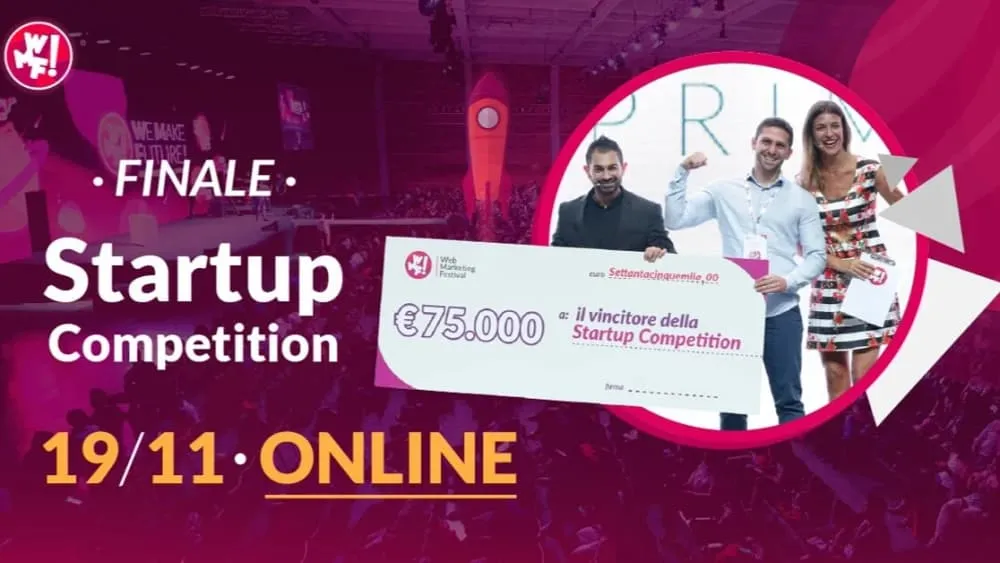 WMF!
WE MAKE
FUTURE!
PRIM
• FINALE •
Startup
Competition
19/11 • ONLINE
WMF!
Web
Marketing
Festival
euro Settantacinquemila,00
€75.000
a: il vincitore della
Startup Competition
firma